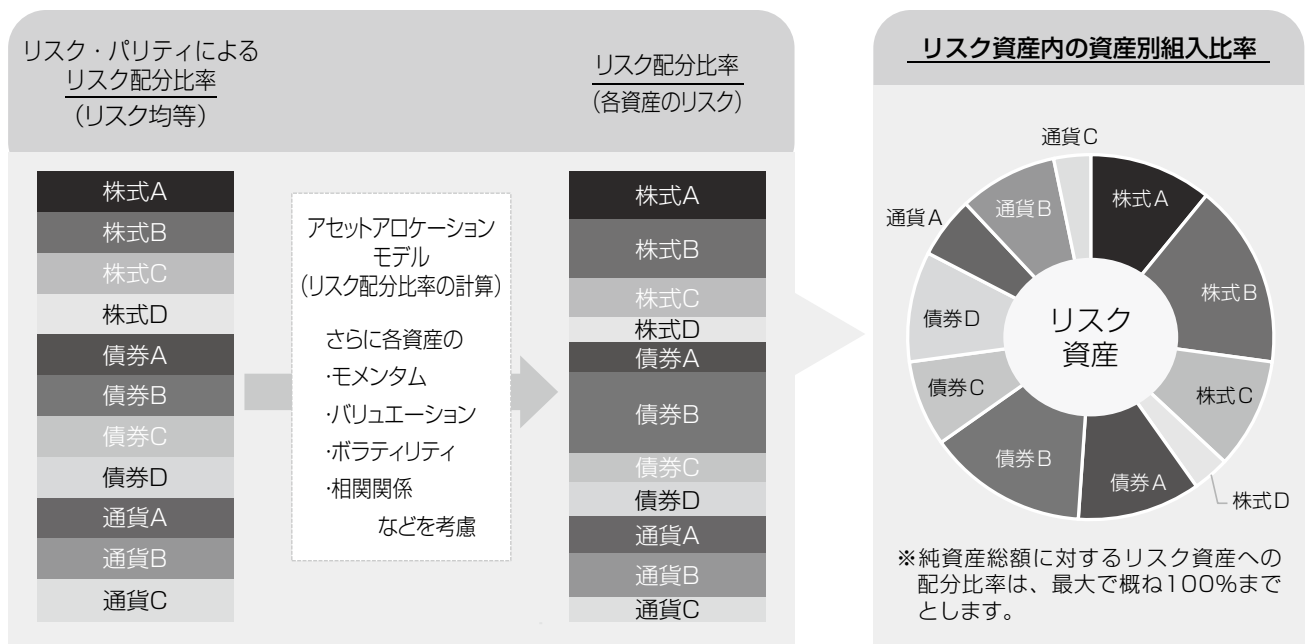 リスク・パリティによる
リスク配分比率
（リスク均等）
株式A
株式B
株式C
株式D
債券A
債券B
債券C
債券D
通貨A
通貨B
通貨C
アセットアロケーション
モデル
（リスク配分比率の計算）
さらに各資産の
・モメンタム
・バリュエーション
・ボラティリティ
・相関関係
などを考慮
リスク配分比率
（各資産のリスク）
株式A
株式B
株式C
株式D
債券A
債券B
債券C
債券D
通貨A
通貨B
通貨C
リスク資産内の資産別組入比率
株式A
株式B
株式C
株式D
債券A
債券B
債券C
債券D
通貨A
通貨B
通貨C
リスク
資産
※純資産総額に対するリスク資産への
配分比率は、最大で概ね100%まで
とします。